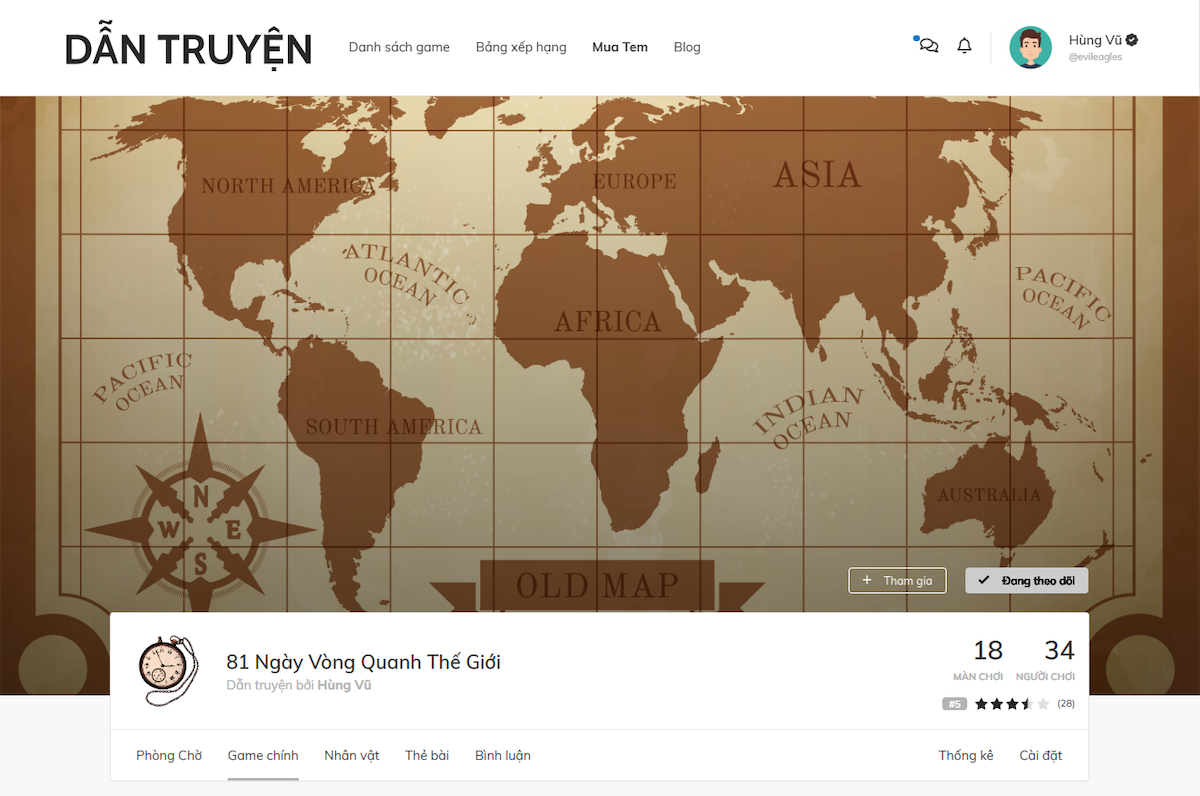 DẪN TRUYỆN
Danh sách game
Bảng xếp hạng
Mua Tem
Blog
Hùng Vũ
@evileagles
NORTH AMERICA
EUROPE
ASIA
ATLANTIC
OCEAN
PACIFIC
OCEAN
AFRICA
PACIFIC
OCEAN
INDIAN
OCEAN
SOUTH AMERICA
AUSTRALIA
N
W E
S
OLD MAP
+ Tham gia
Đang theo dõi
81 Ngày Vòng Quanh Thế Giới
Dẫn truyện bởi Hùng Vũ
18
MÀN CHƠI
34
NGƯỜI CHƠI
#5
(28)
Phòng Chờ
Game chính
Nhân vật
Thẻ bài
Bình luận
Thống kê
Cài đặt